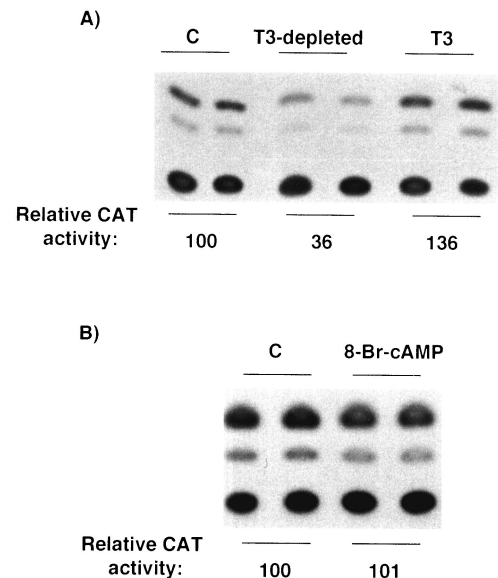 A)
C T3-depleted T3
Relative CAT
activity: 100 36 136
B)
C 8-Br-cAMP
Relative CAT
activity: 100 101